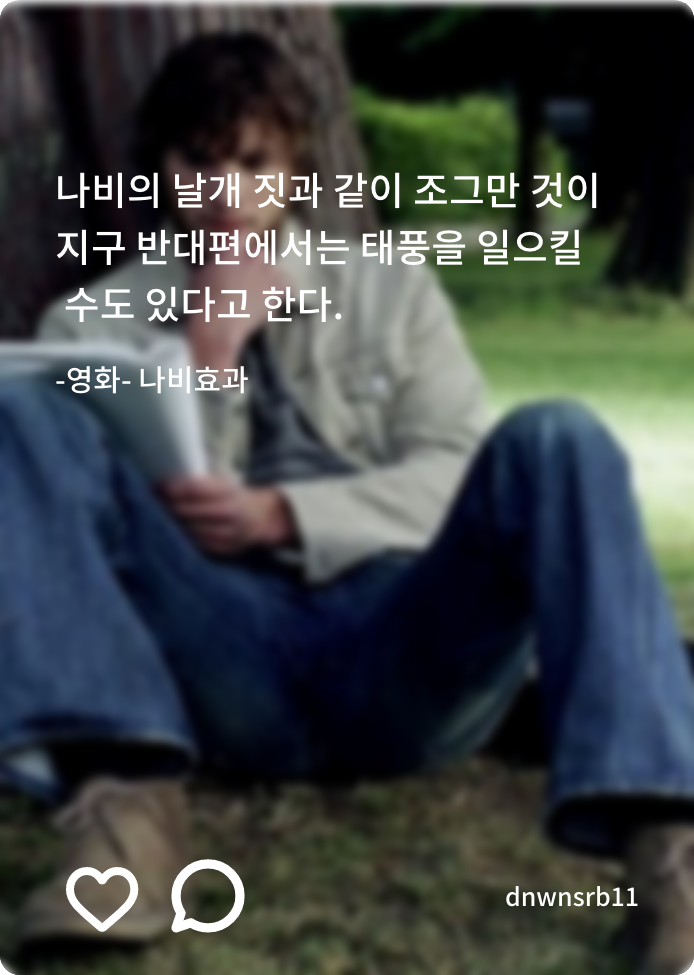 나비의 날개 짓과 같이 조그만 것이
지구 반대편에서는 태풍을 일으킬
수도 있다고 한다.
-영화- 나비효과
dnwnsrb11